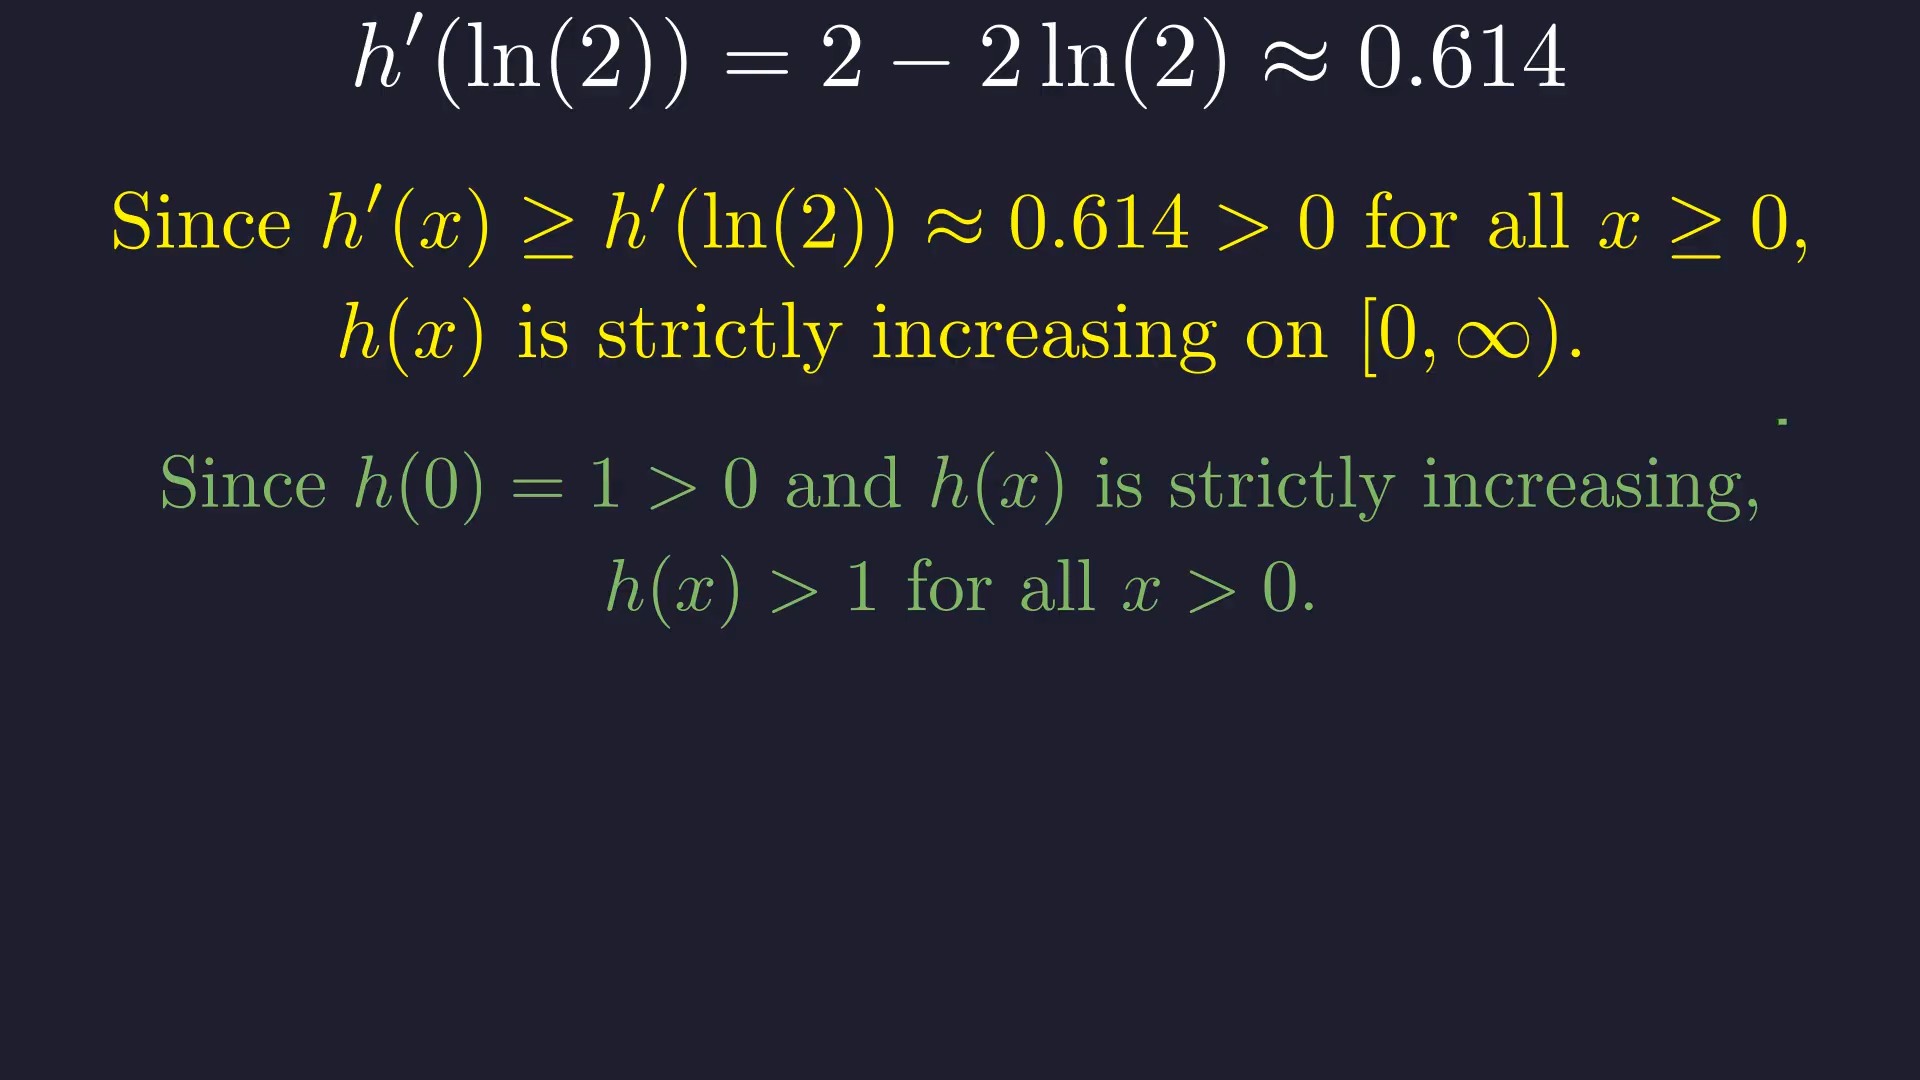 h′(ln(2)) = 2 − 2 ln(2) ≈ 0.614
Since h′(x) ≥ h′(ln(2)) ≈ 0.614 > 0 for all x ≥ 0,
h(x) is strictly increasing on [0, ∞).
Since h(0) = 1 > 0 and h(x) is strictly increasing,
h(x) > 1 for all x > 0.